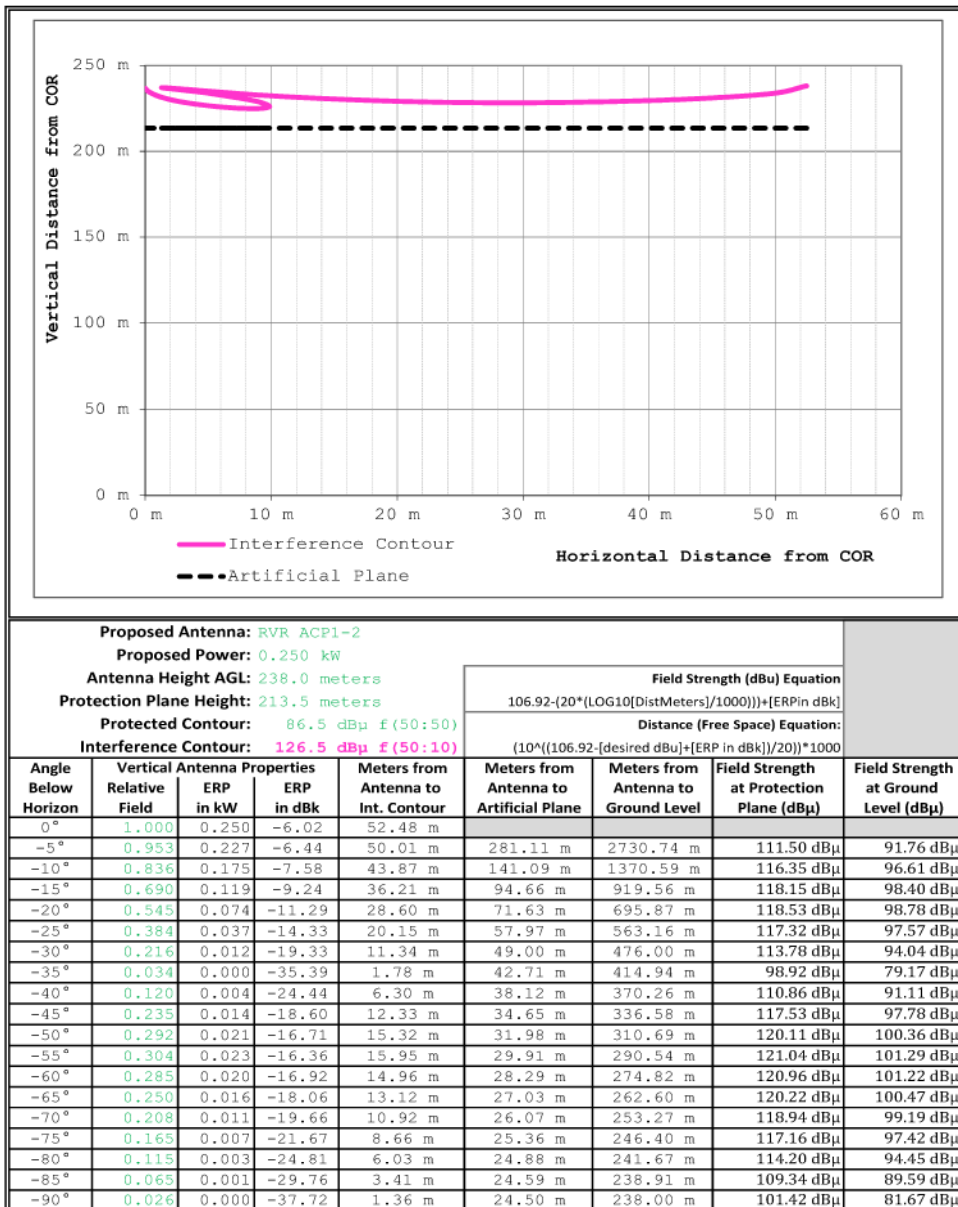 250 m
200 m
150 m
100 m
50 m
0 m
Vertical Distance from COR
0 m 10 m 20 m 30 m 40 m 50 m 60 m
Interference Contour
Artificial Plane
Horizontal Distance from COR
Proposed Antenna: RVR ACP1-2
Proposed Power: 0.250 kW
Antenna Height AGL: 238.0 meters
Protection Plane Height: 213.5 meters
Protected Contour: 86.5 dBµ f(50:50)
Interference Contour: 126.5 dBµ f(50:10)
Field Strength (dBu) Equation
106.92-(20*(LOG10[DistMeters]/1000)))+[ERPin dBk]
Distance (Free Space) Equation:
(10^((106.92-[desired dBu]+[ERP in dBk])/20))*1000
Angle Below Horizon
Vertical Antenna Properties
Relative Field
ERP in kW
ERP in dBk
Meters from Antenna to Int. Contour
Meters from Antenna to Artificial Plane
Meters from Antenna to Ground Level
Field Strength at Protection Plane (dBµ)
Field Strength at Ground Level (dBµ)
0° 1.000 0.250 -6.02 52.48 m
-5° 0.953 0.227 -6.44 50.01 m 281.11 m 2730.74 m 111.50 dBµ 91.76 dBµ
-10° 0.836 0.175 -7.58 43.87 m 141.09 m 1370.59 m 116.35 dBµ 96.61 dBµ
-15° 0.690 0.119 -9.24 36.21 m 94.66 m 919.56 m 118.15 dBµ 98.40 dBµ
-20° 0.545 0.074 -11.29 28.60 m 71.63 m 695.87 m 118.53 dBµ 98.78 dBµ
-25° 0.384 0.037 -14.33 20.15 m 57.97 m 563.16 m 117.32 dBµ 97.57 dBµ
-30° 0.216 0.012 -19.33 11.34 m 49.00 m 476.00 m 113.78 dBµ 94.04 dBµ
-35° 0.034 0.000 -35.39 1.78 m 42.71 m 414.94 m 98.92 dBµ 79.17 dBµ
-40° 0.120 0.004 -24.44 6.30 m 38.12 m 370.26 m 110.86 dBµ 91.11 dBµ
-45° 0.235 0.014 -18.60 12.33 m 34.65 m 336.58 m 117.53 dBµ 97.78 dBµ
-50° 0.292 0.021 -16.71 15.32 m 31.98 m 310.69 m 120.11 dBµ 100.36 dBµ
-55° 0.304 0.023 -16.36 15.95 m 29.91 m 290.54 m 121.04 dBµ 101.29 dBµ
-60° 0.285 0.020 -16.92 14.96 m 28.29 m 274.82 m 120.96 dBµ 101.22 dBµ
-65° 0.250 0.016 -18.06 13.12 m 27.03 m 262.60 m 120.22 dBµ 100.47 dBµ
-70° 0.208 0.011 -19.66 10.92 m 26.07 m 253.27 m 118.94 dBµ 99.19 dBµ
-75° 0.165 0.007 -21.67 8.66 m 25.36 m 246.40 m 117.16 dBµ 97.42 dBµ
-80° 0.115 0.003 -24.81 6.03 m 24.88 m 241.67 m 114.20 dBµ 94.45 dBµ
-85° 0.065 0.001 -29.76 3.41 m 24.59 m 238.91 m 109.34 dBµ 89.59 dBµ
-90° 0.026 0.000 -37.72 1.36 m 24.50 m 238.00 m 101.42 dBµ 81.67 dBµ